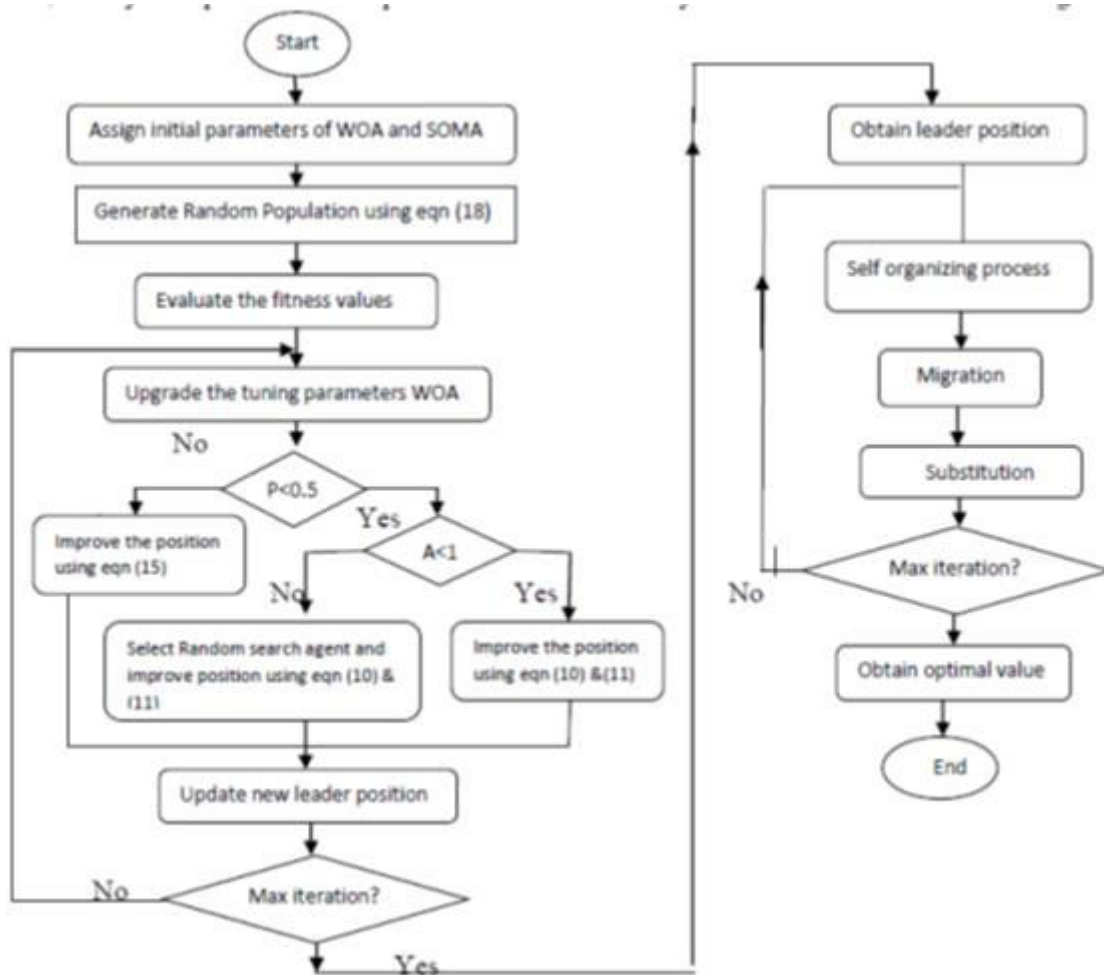 Start
Assign initial parameters of WOA and SOMA
Generate Random Population using eqn (18)
Evaluate the fitness values
Upgrade the tuning parameters WOA
No
P<0.5
Yes
Improve the position
using eqn (15)
A<1
No
Yes
Select Random search agent and
improve position using eqn (10) &
(11)
Improve the position
using eqn (10) &(11)
Update new leader position
No
Max iteration?
Yes
Obtain leader position
Self organizing process
Migration
Substitution
Max iteration?
No
Obtain optimal value
End